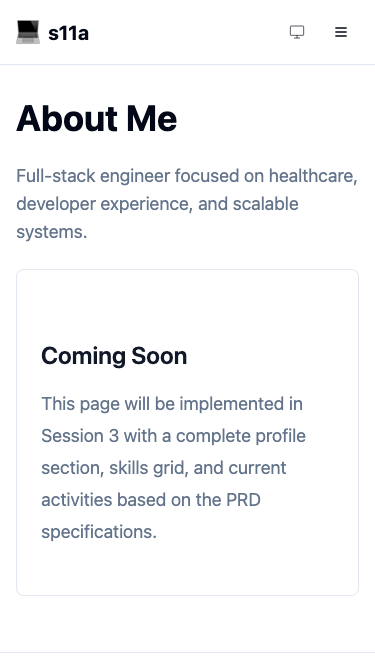 s11a
About Me
Full-stack engineer focused on healthcare,
developer experience, and scalable
systems.
Coming Soon
This page will be implemented in
Session 3 with a complete profile
section, skills grid, and current
activities based on the PRD
specifications.